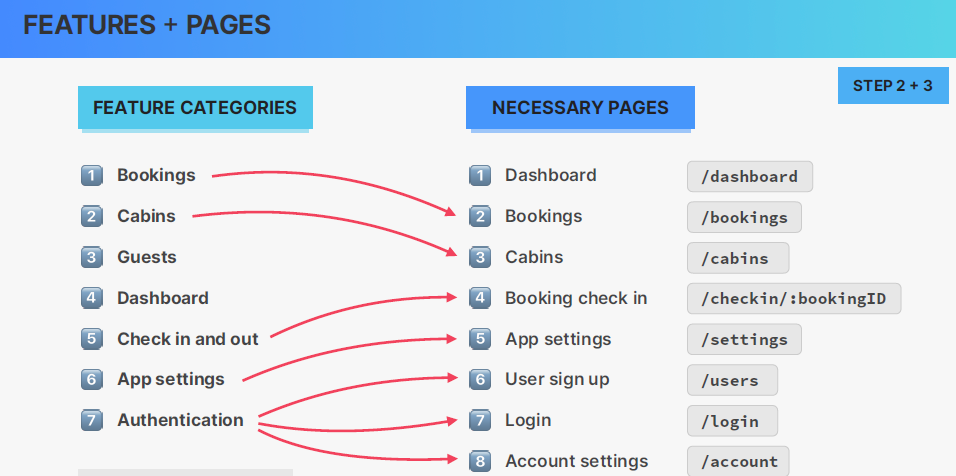 FEATURES + PAGES
STEP 2 + 3
FEATURE CATEGORIES
1 Bookings
2 Cabins
3 Guests
4 Dashboard
5 Check in and out
6 App settings
7 Authentication
NECESSARY PAGES
1 Dashboard /dashboard
2 Bookings /bookings
3 Cabins /cabins
4 Booking check in /checkin/:bookingID
5 App settings /settings
6 User sign up /users
7 Login /login
8 Account settings /account